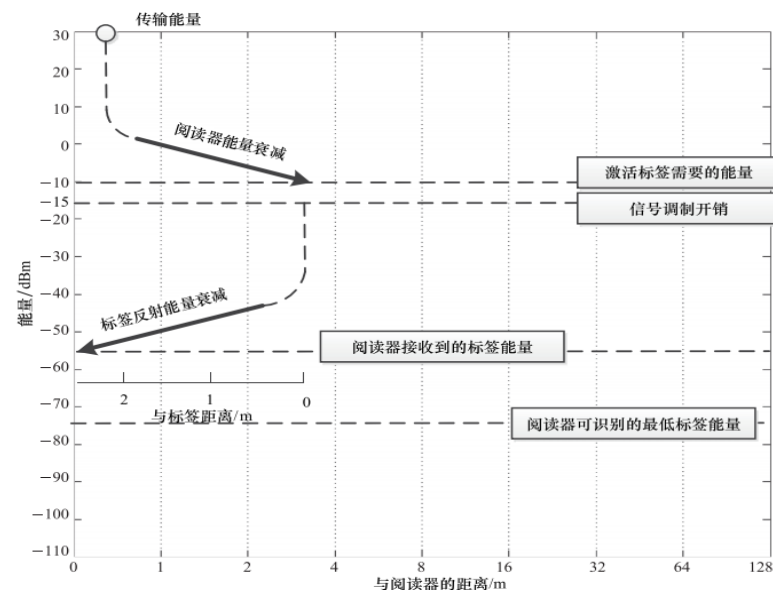 传输能量
30
20
10
0
-10
-15
-20
-30
-40
-50
-60
-70
-80
-90
-100
-110
能量/dBm
阅读器能量衰减
激活标签需要的能量
信号调制开销
标签反射能量衰减
阅读器接收到的标签能量
2 1 0
与标签距离/m
阅读器可识别的最低标签能量
0 1 2 4 8 16 32 64 128
与阅读器的距离/m